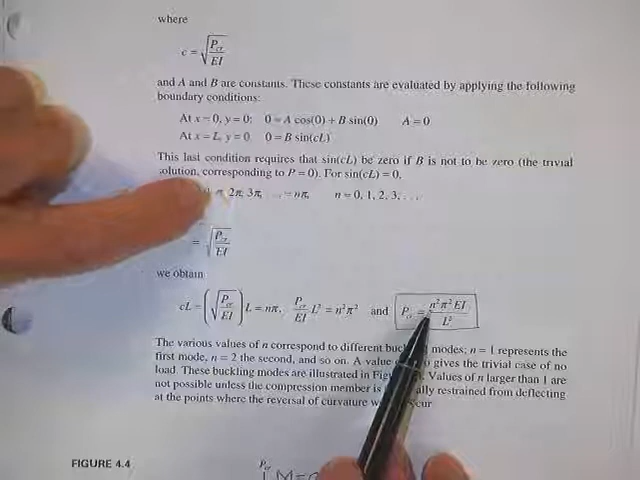 where
c = √(P_cr/EI)
and A and B are constants. These constants are evaluated by applying the following
boundary conditions:
At x = 0, y = 0: 0 = A cos(0) + B sin(0) A = 0
At x = L, y = 0 0 = B sin(cL)
This last condition requires that sin(cL) be zero if B is not to be zero (the trivial
solution, corresponding to P = 0). For sin(cL) = 0,
π, 2π, 3π, ... = nπ, n = 0, 1, 2, 3, ...
= √(P_cr/EI)
we obtain
cL = (√(P_cr/EI)) L = nπ, P_cr/EI L² = n²π² and P_cr = n²π²EI/L²
The various values of n correspond to different modes; n = 1 represents the
first mode, n = 2 the second, and so on. A value gives the trivial case of no
load. These buckling modes are illustrated in Values of n larger than 1 are
not possible unless the compression member is restrained from deflecting
at the points where the reversal of curvature
FIGURE 4.4
P_cr